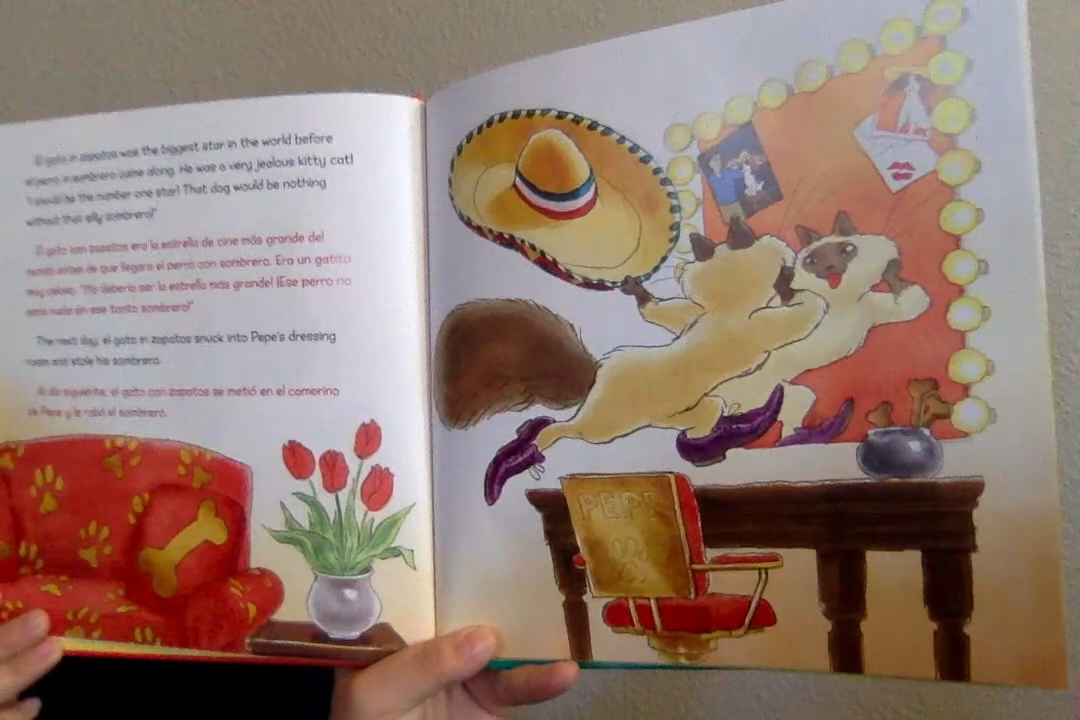 El gato in zapatos was the biggest star in the world before
el perro in sombrero came along. He was a very jealous kitty cat!
"I should be the number one star! That dog would be nothing
without that silly sombrero!"
El gato con zapatos era la estrella de cine más grande del
mundo antes de que llegara el perro con sombrero. Era un gatito
muy celoso. "¡Yo debería ser la estrella más grande! ¡Ese perro no
sería nada sin ese tonto sombrero!"
The next day, el gato in zapatos snuck into Pepe's dressing
room and stole his sombrero.
Al día siguiente, el gato con zapatos se metió en el camerino
de Pepe y le robó el sombrero.
PEPE